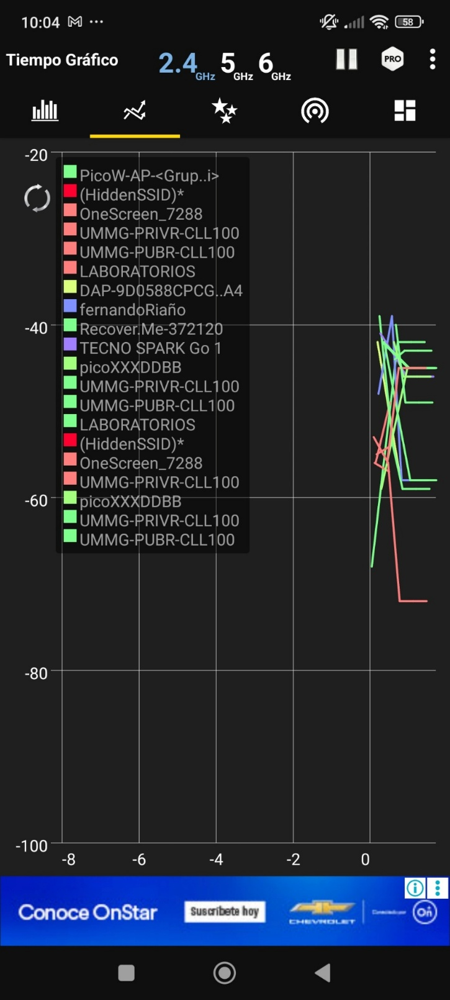 10:04
58
Tiempo Gráfico
2.4 GHz 5 GHz 6 GHz
PRO
-20
PicoW-AP-<Grup..i>
(HiddenSSID)*
OneScreen_7288
UMMG-PRIVR-CLL100
UMMG-PUBR-CLL100
LABORATORIOS
DAP-9D0588CPCG..A4
fernandoRiaño
Recover.Me-372120
TECNO SPARK Go 1
picoXXXDDBB
UMMG-PRIVR-CLL100
UMMG-PUBR-CLL100
LABORATORIOS
(HiddenSSID)*
OneScreen_7288
UMMG-PRIVR-CLL100
picoXXXDDBB
UMMG-PRIVR-CLL100
UMMG-PUBR-CLL100
-40
-60
-80
-100
-8 -6 -4 -2 0
Conoce OnStar
Suscríbete hoy
CHEVROLET
On